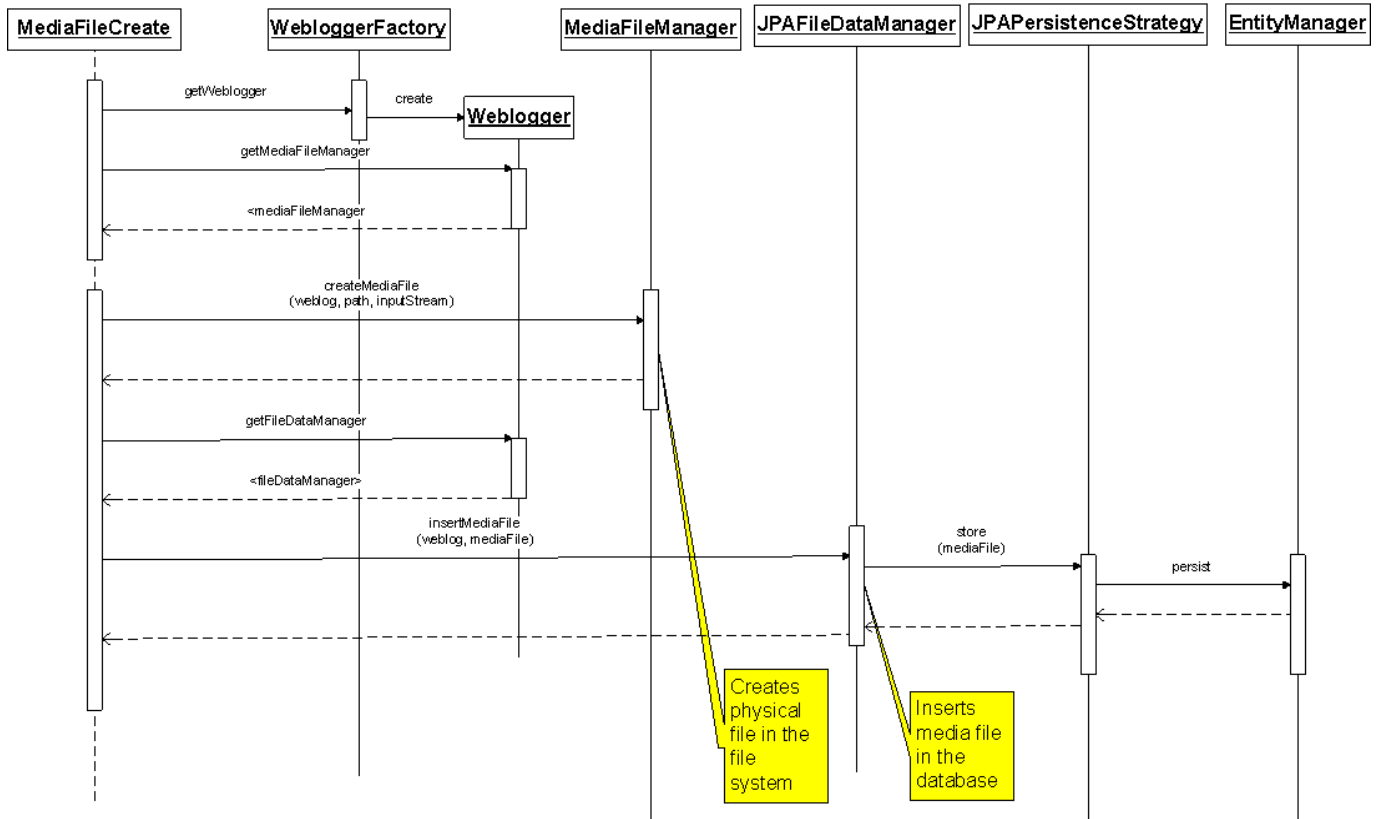 MediaFileCreate
WebloggerFactory
MediaFileManager
JPAFileDataManager
JPAPersistenceStrategy
EntityManager
getWeblogger
create
Weblogger
getMediaFileManager
<mediaFileManager
createMediaFile
(weblog, path, inputStream)
getFileDataManager
<fileDataManager>
insertMediaFile
(weblog, mediaFile)
store
(mediaFile)
persist
Creates
physical
file in the
file
system
Inserts
media file
in the
database